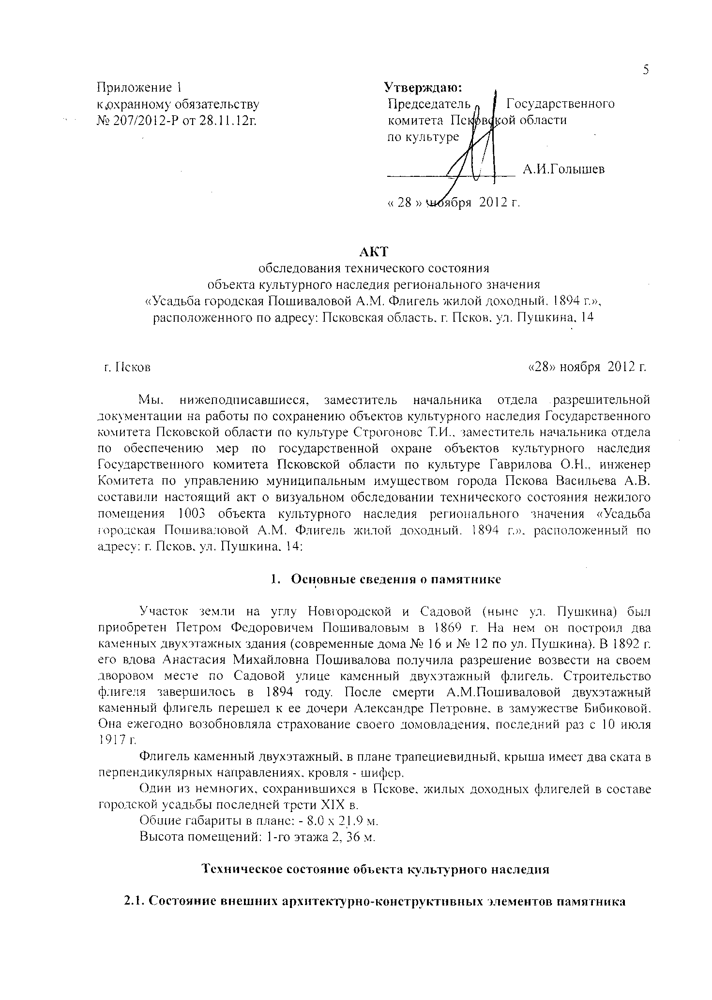 5
Приложение 1
к охранному обязательству
№ 207/2012-Р от 28.11.12г.
Утверждаю:
Председатель Государственного
комитета Псковской области
по культуре
А.И.Голышев
« 28 » ноября 2012 г.
АКТ
обследования технического состояния
объекта культурного наследия регионального значения
«Усадьба городская Пошиваловой А.М. Флигель жилой доходный. 1894 г.»,
расположенного по адресу: Псковская область, г. Псков, ул. Пушкина, 14
г. Псков «28» ноября 2012 г.
Мы, нижеподписавшиеся, заместитель начальника отдела разрешительной
документации на работы по сохранению объектов культурного наследия Государственного
комитета Псковской области по культуре Строгонове Т.И., заместитель начальника отдела
по обеспечению мер по государственной охране объектов культурного наследия
Государственного комитета Псковской области по культуре Гаврилова О.Н., инженер
Комитета по управлению муниципальным имуществом города Пскова Васильева А.В.
составили настоящий акт о визуальном обследовании технического состояния нежилого
помещения 1003 объекта культурного наследия регионального значения «Усадьба
городская Пошиваловой А.М. Флигель жилой доходный. 1894 г.», расположенный по
адресу: г. Псков, ул. Пушкина, 14:
1. Основные сведения о памятнике
Участок земли на углу Новгородской и Садовой (ныне ул. Пушкина) был
приобретен Петром Федоровичем Пошиваловым в 1869 г. На нем он построил два
каменных двухэтажных здания (современные дома № 16 и № 12 по ул. Пушкина). В 1892 г.
его вдова Анастасия Михайловна Пошивалова получила разрешение возвести на своем
дворовом месте по Садовой улице каменный двухэтажный флигель. Строительство
флигеля завершилось в 1894 году. После смерти А.М.Пошиваловой двухэтажный
каменный флигель перешел к ее дочери Александре Петровне, в замужестве Бибиковой.
Она ежегодно возобновляла страхование своего домовладения, последний раз с 10 июля
1917 г.
Флигель каменный двухэтажный, в плане трапециевидный, крыша имеет два ската в
перпендикулярных направлениях, кровля - шифер.
Один из немногих, сохранившихся в Пскове, жилых доходных флигелей в составе
городской усадьбы последней трети XIX в.
Общие габариты в плане: - 8.0 х 21.9 м.
Высота помещений: 1-го этажа 2, 36 м.
Техническое состояние объекта культурного наследия
2.1. Состояние внешних архитектурно-конструктивных элементов памятника